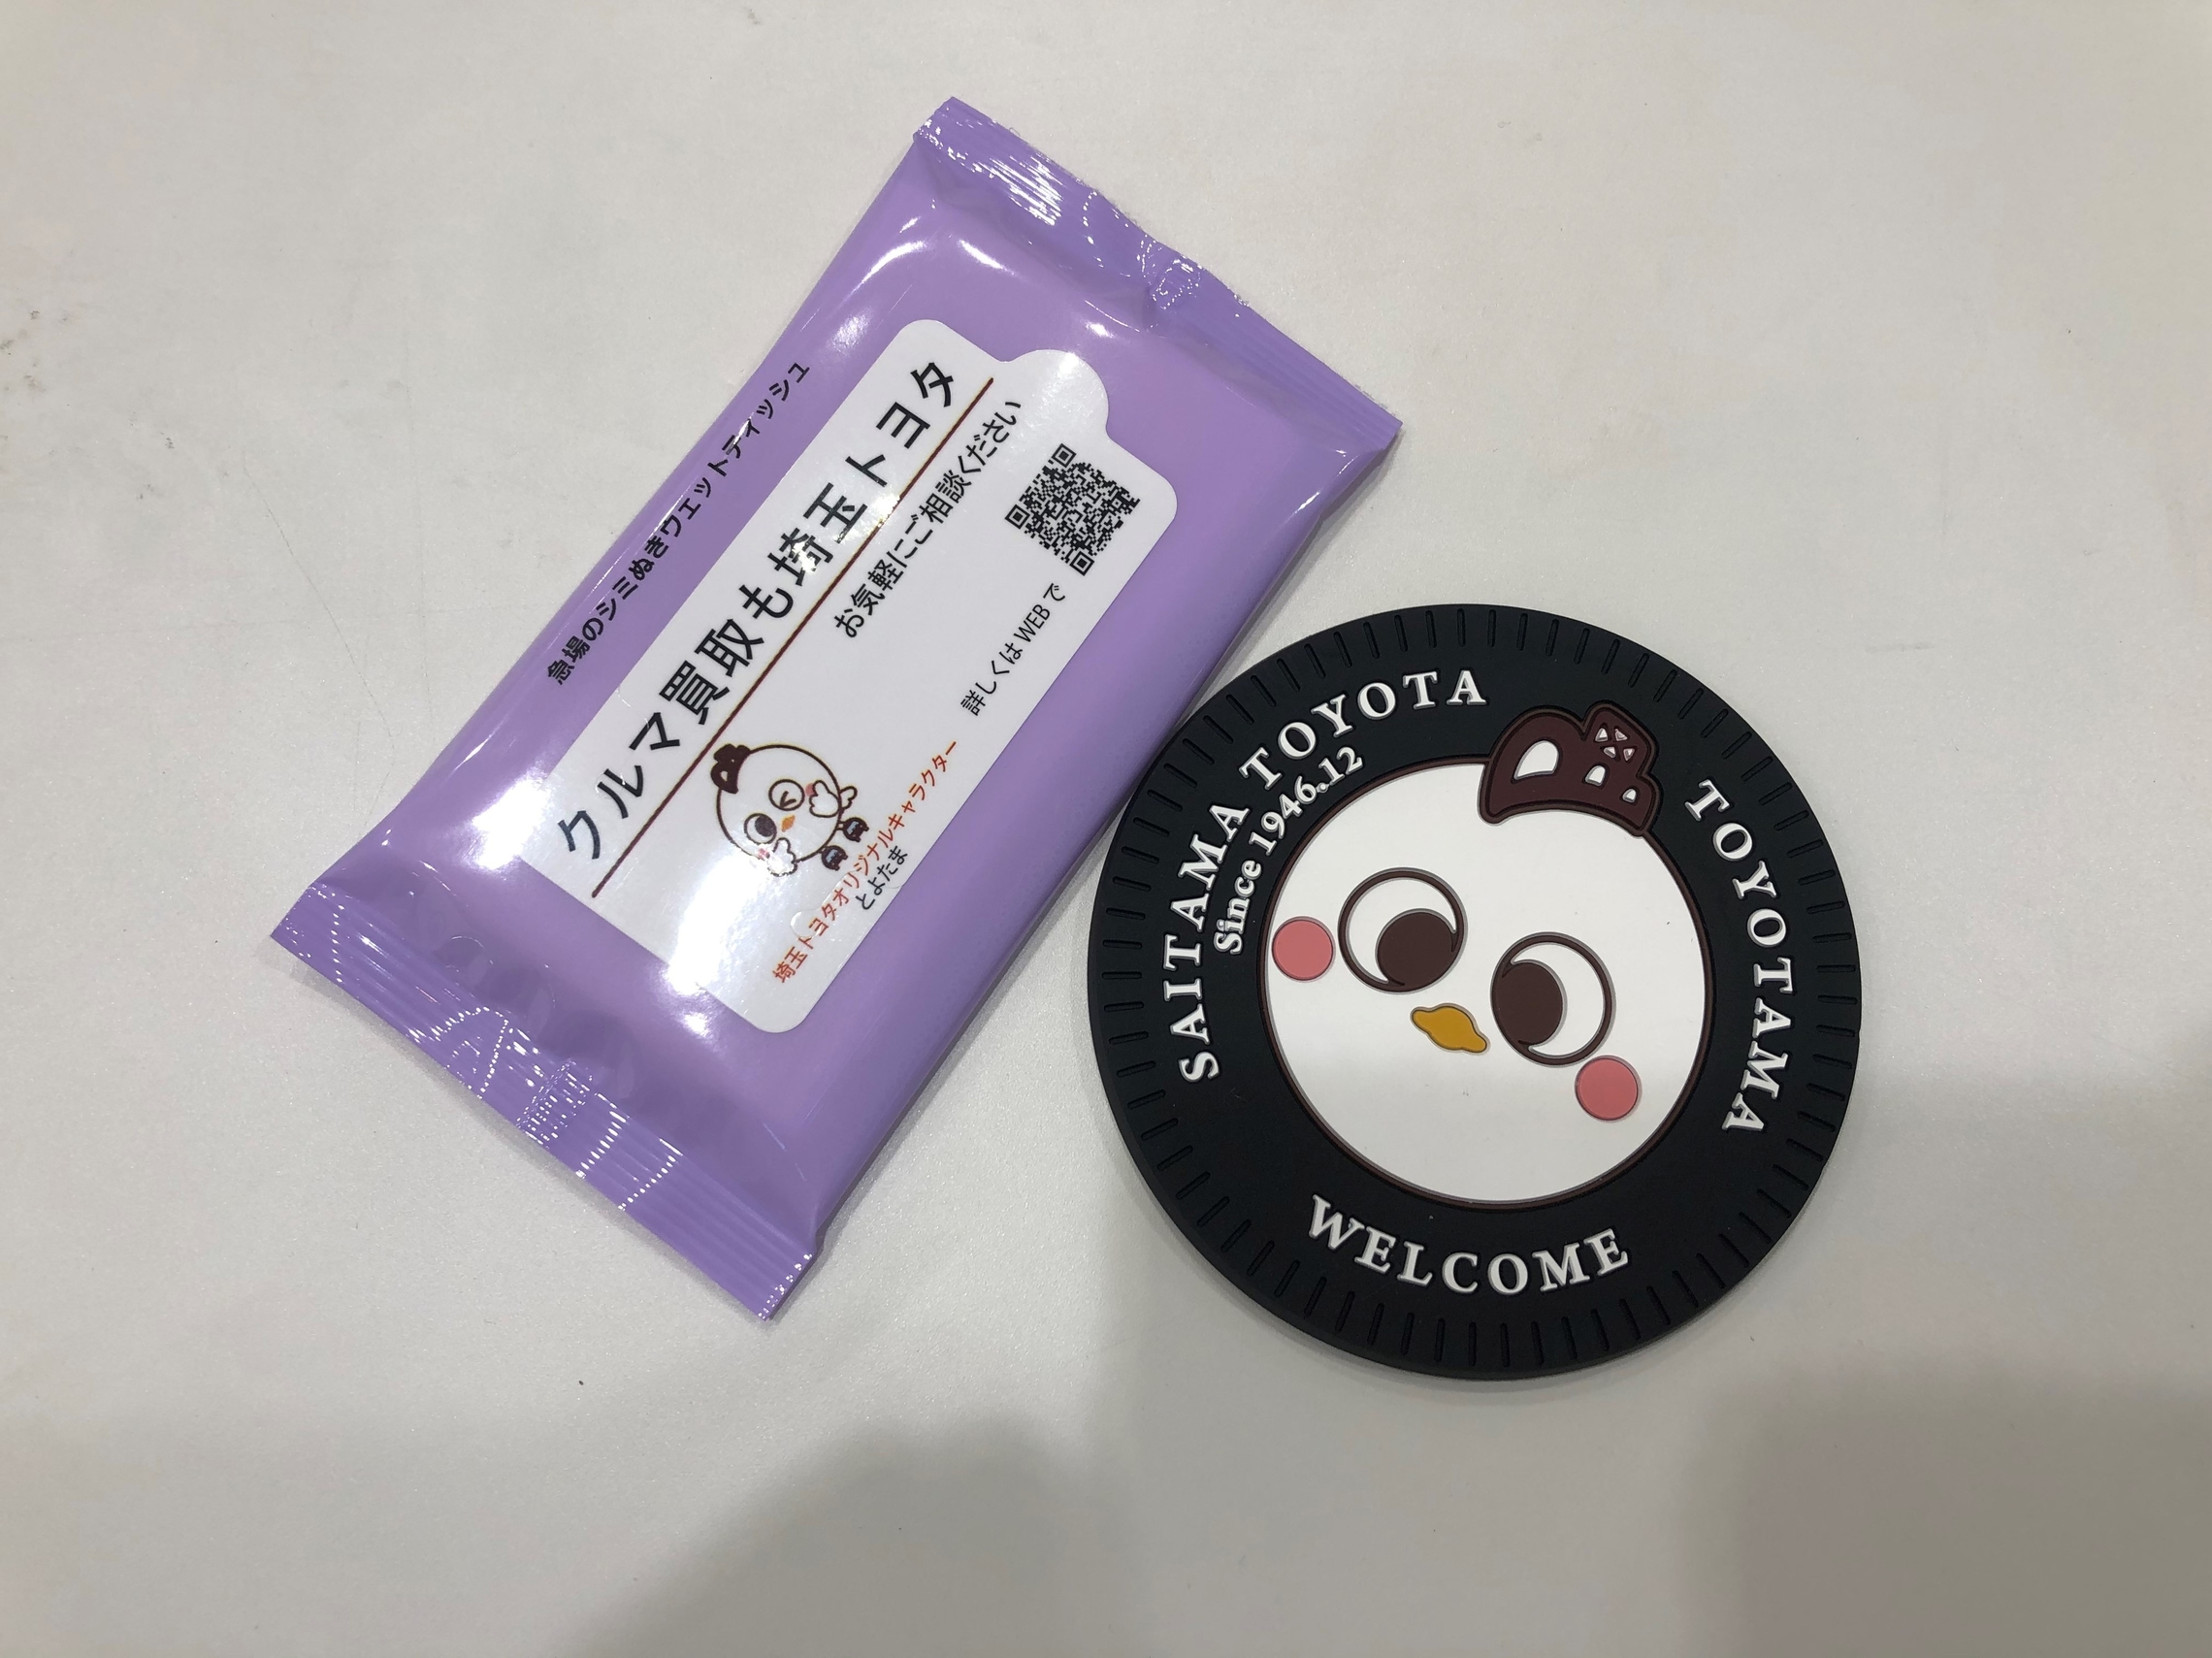 急場のシミぬきウェットティッシュ
クルマ買取も埼玉トヨタ
お気軽にご相談ください
詳しくは WEB で
埼玉トヨタオリジナルキャラクター
とよたま
SAITAMA TOYOTA
Since 1946.12
TOYOTAMA
WELCOME